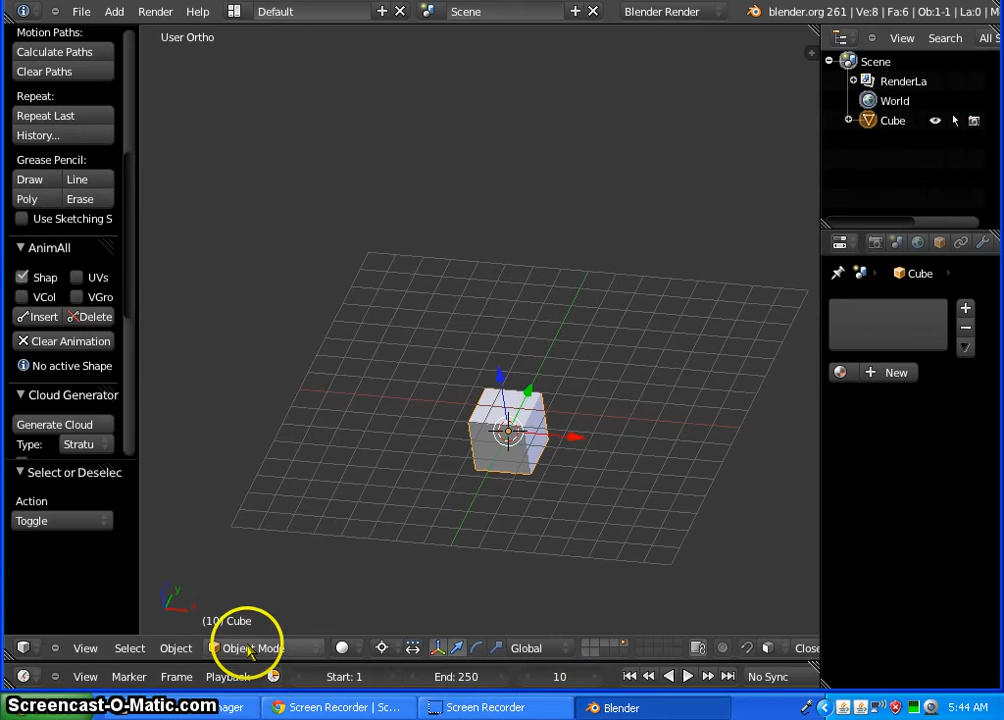 File Add Render Help Default Scene Blender Render blender.org 261 | Ve:8 | Fa:6 | Ob:1-1 | La:0 | M
Motion Paths:
Calculate Paths
Clear Paths
Repeat:
Repeat Last
History...
Grease Pencil:
Draw Line
Poly Erase
Use Sketching S
AnimAll
Shap UVs
VCol VGro
Insert Delete
Clear Animation
No active Shape
Cloud Generator
Generate Cloud
Type: Stratu
Select or Deselec
Action
Toggle
User Ortho
z y x
(10) Cube
View Select Object Object Mode Global Close
View Marker Frame Playback Start: 1 End: 250 10 No Sync
View Search All S
Scene
RenderLa
World
Cube
Cube
New
Screencast-O-Matic.com
ager Screen Recorder | Sc... Screen Recorder Blender 5:44 AM